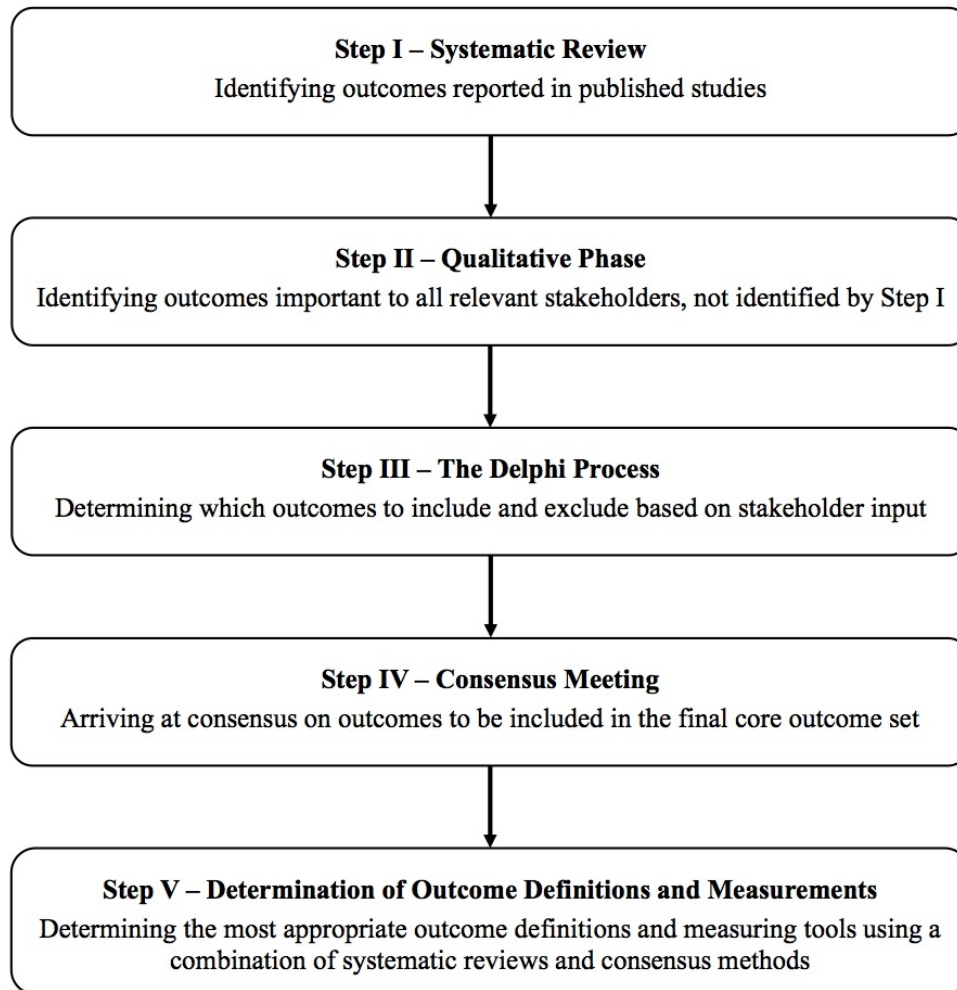 Step I – Systematic Review
Identifying outcomes reported in published studies
Step II – Qualitative Phase
Identifying outcomes important to all relevant stakeholders, not identified by Step I
Step III – The Delphi Process
Determining which outcomes to include and exclude based on stakeholder input
Step IV – Consensus Meeting
Arriving at consensus on outcomes to be included in the final core outcome set
Step V – Determination of Outcome Definitions and Measurements
Determining the most appropriate outcome definitions and measuring tools using a
combination of systematic reviews and consensus methods